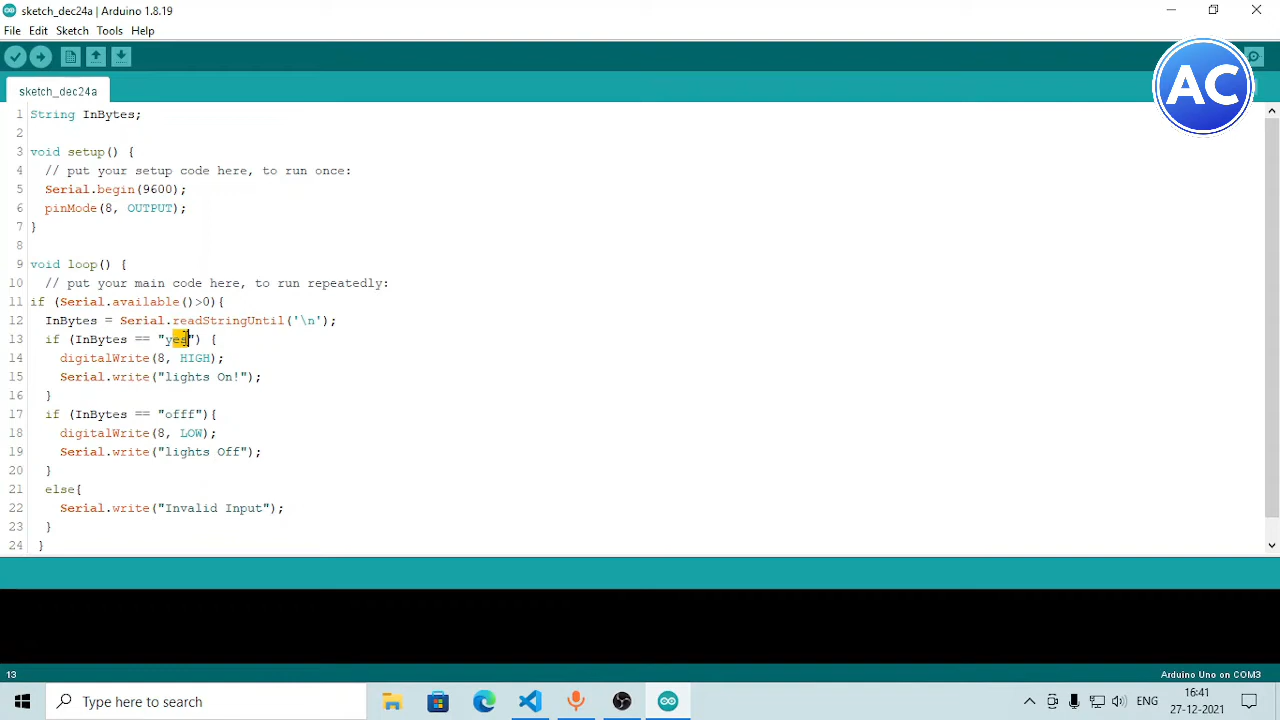 sketch_dec24a | Arduino 1.8.19
File Edit Sketch Tools Help
AC
sketch_dec24a
1 String InBytes;
2
3 void setup() {
4 // put your setup code here, to run once:
5 Serial.begin(9600);
6 pinMode(8, OUTPUT);
7 }
8
9 void loop() {
10 // put your main code here, to run repeatedly:
11 if (Serial.available()>0){
12 InBytes = Serial.readStringUntil('\n');
13 if (InBytes == "yes") {
14 digitalWrite(8, HIGH);
15 Serial.write("lights On!");
16 }
17 if (InBytes == "offf"){
18 digitalWrite(8, LOW);
19 Serial.write("lights Off");
20 }
21 else{
22 Serial.write("Invalid Input");
23 }
24 }
13 Arduino Uno on COM3
Type here to search
ENG
16:41
27-12-2021